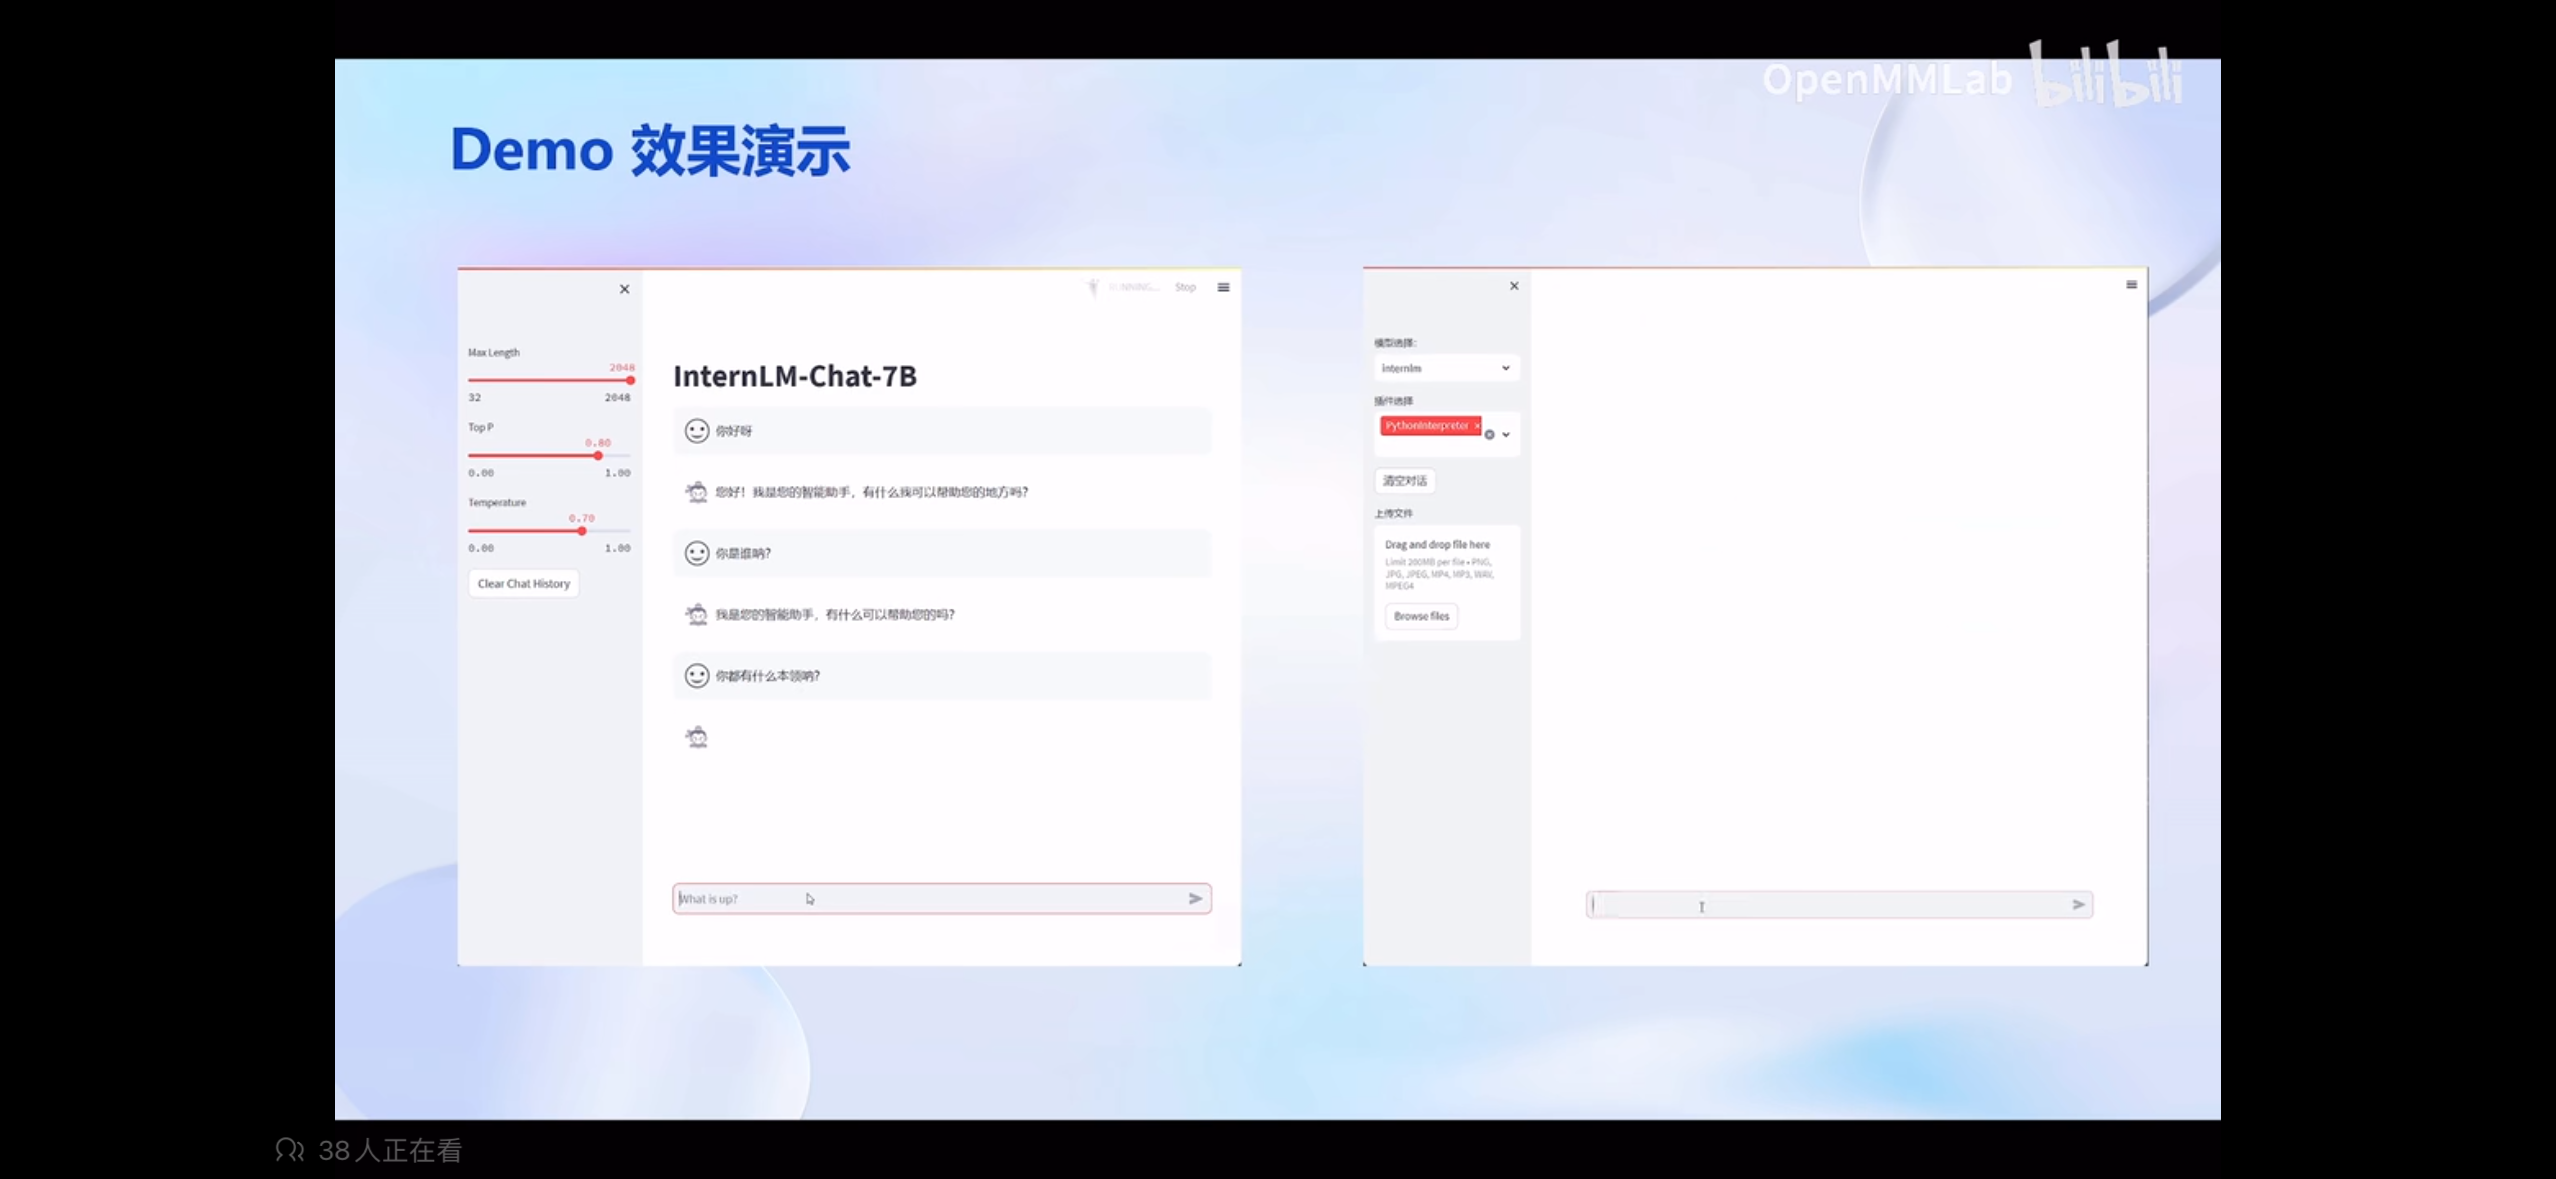 OpenMMLab bilibili
Demo 效果演示
Stop
Max Length
2048
32 2048
Top P
0.80
0.00 1.00
Temperature
0.70
0.00 1.00
Clear Chat History
InternLM-Chat-7B
你好呀
您好！我是您的智能助手，有什么我可以帮助您的地方吗?
你是谁呐?
我是您的智能助手，有什么可以帮助您的吗?
你都有什么本领呐?
What is up?
模型选择:
internlm
插件选择
PythonInterpreter
清空对话
上传文件
Drag and drop file here
Limit 200MB per file • PNG,
JPG, JPEG, MP4, MP3, WAV,
MPEG4
Browse files
38人正在看